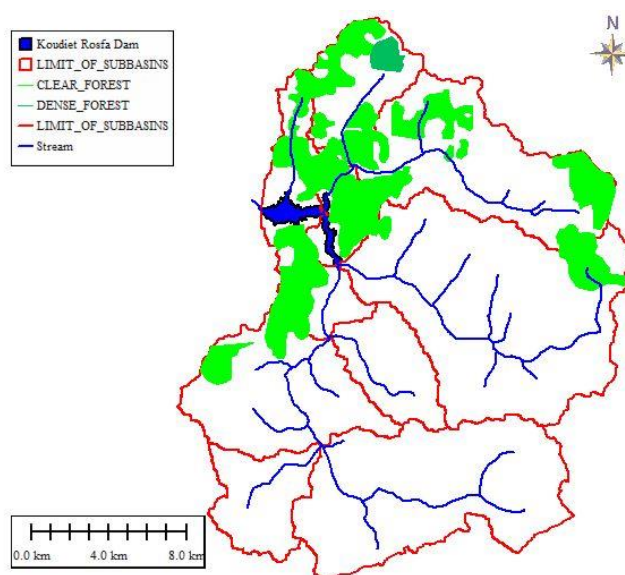 N
Koudiet Rosfa Dam
LIMIT_OF_SUBBASINS
CLEAR_FOREST
DENSE_FOREST
LIMIT_OF_SUBBASINS
Stream
0.0 km 4.0 km 8.0 km